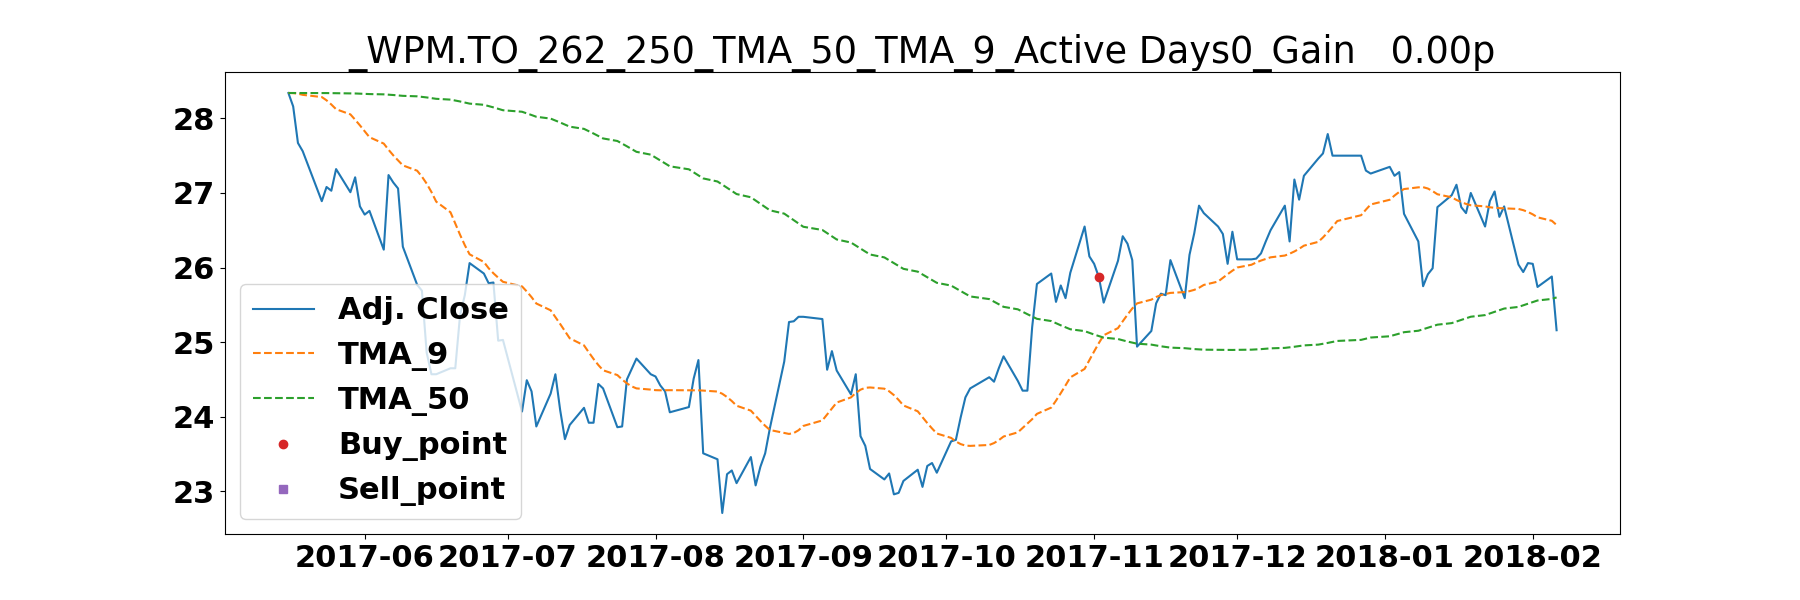 _WPM.TO_262_250_TMA_50_TMA_9_Active Days0_Gain   0.00p
28
27
26
25
24
23
Adj. Close
TMA_9
TMA_50
Buy_point
Sell_point
2017-06 2017-07 2017-08 2017-09 2017-10 2017-11 2017-12 2018-01 2018-02